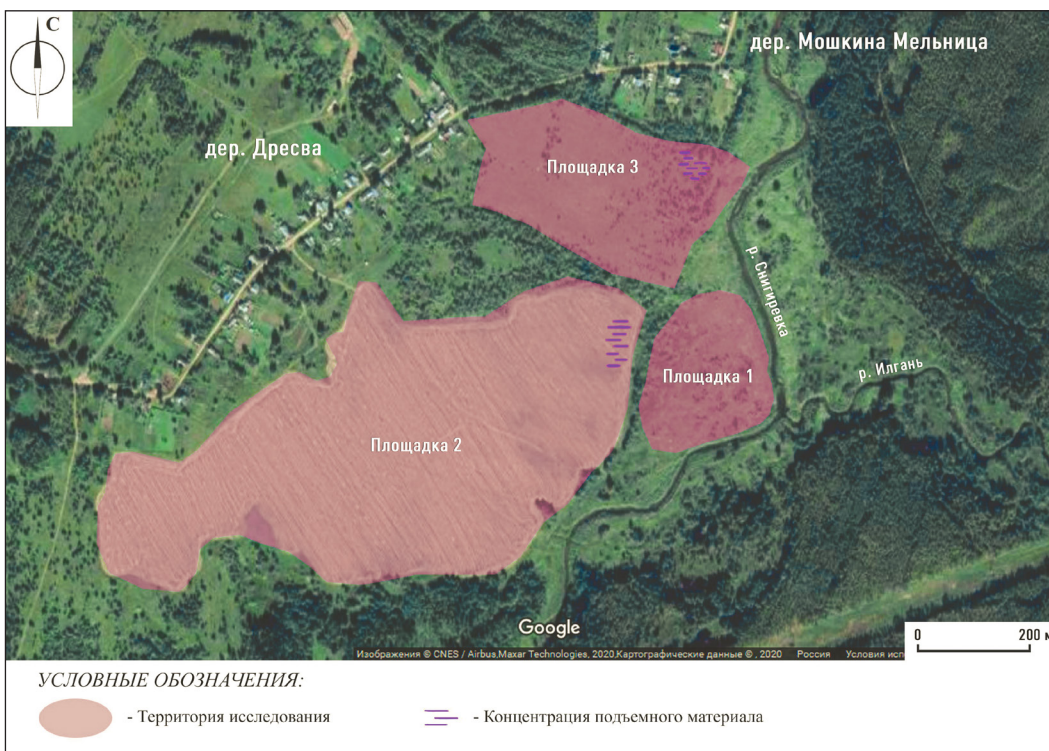 С
дер. Мошкина Мельница
дер. Дресва
Площадка 3
р. Снигиревка
р. Илгань
Площадка 1
Площадка 2
Google
0 200 м
Изображения © CNES / Airbus,Maxar Technologies, 2020,Картографические данные ©, 2020 Россия Условия исп
УСЛОВНЫЕ ОБОЗНАЧЕНИЯ:
- Территория исследования
- Концентрация подъемного материала